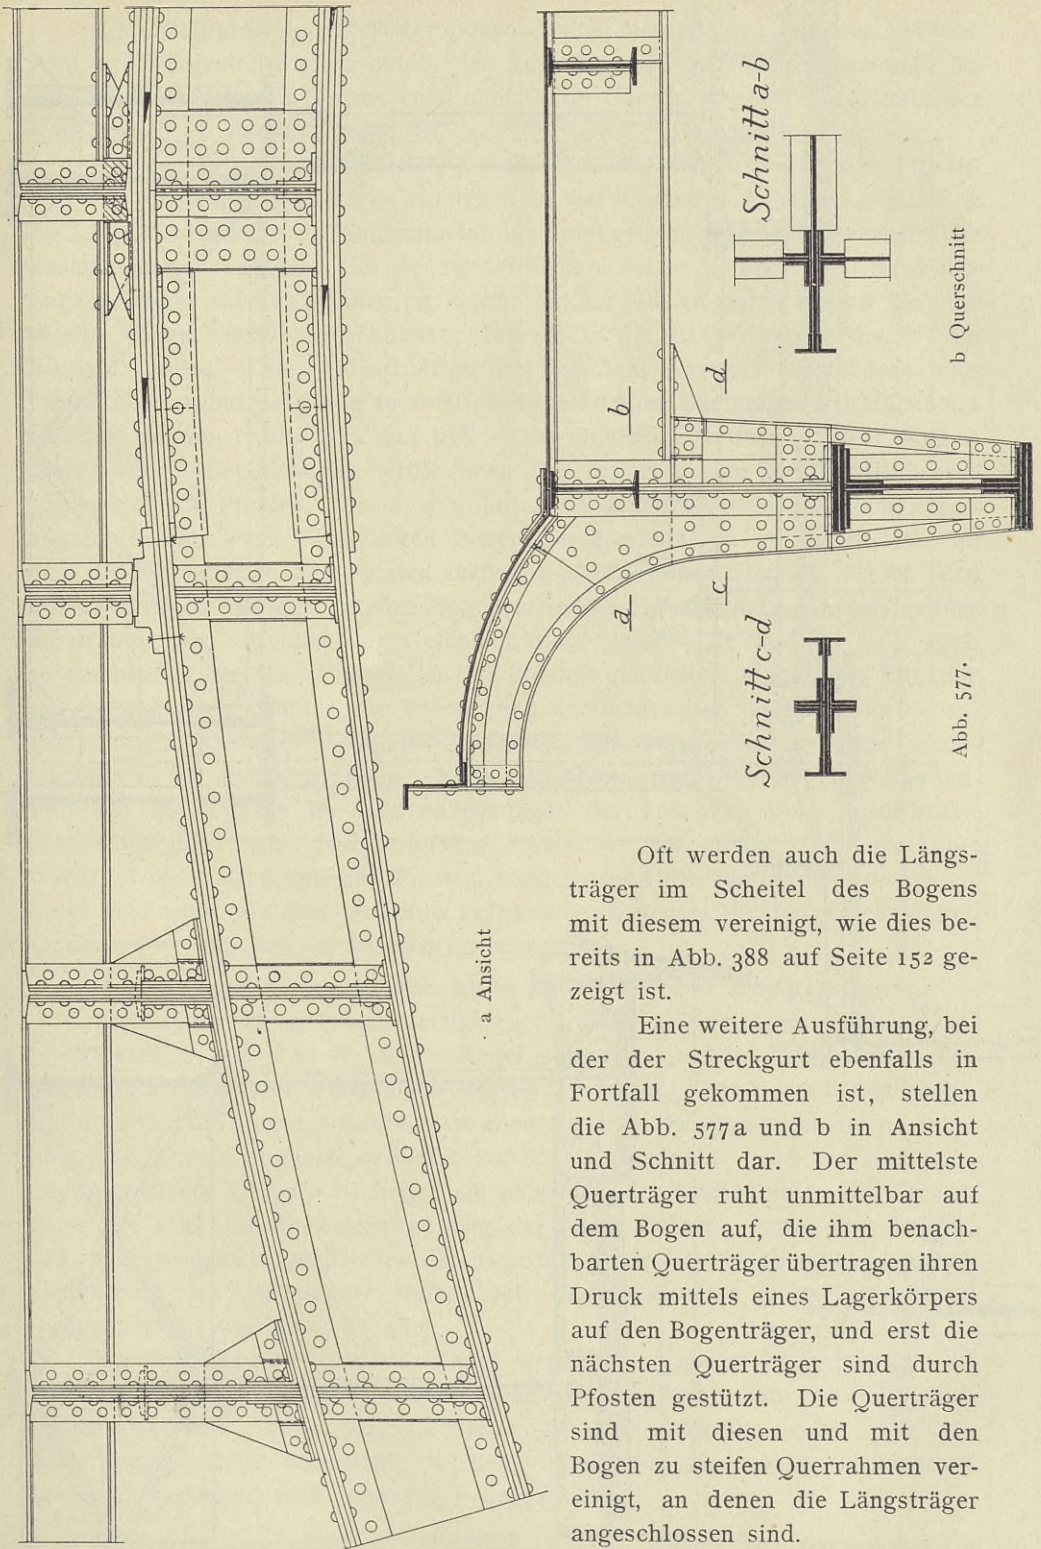 Schnitt a-b
b Querschnitt
b
d
a
c
Schnitt c-d
Abb. 577.
a Ansicht
Oft werden auch die Längs-
träger im Scheitel des Bogens
mit diesem vereinigt, wie dies be-
reits in Abb. 388 auf Seite 152 ge-
zeigt ist.
Eine weitere Ausführung, bei
der der Streckgurt ebenfalls in
Fortfall gekommen ist, stellen
die Abb. 577a und b in Ansicht
und Schnitt dar. Der mittelste
Querträger ruht unmittelbar auf
dem Bogen auf, die ihm benach-
barten Querträger übertragen ihren
Druck mittels eines Lagerkörpers
auf den Bogenträger, und erst die
nächsten Querträger sind durch
Pfosten gestützt. Die Querträger
sind mit diesen und mit den
Bogen zu steifen Querrahmen ver-
einigt, an denen die Längsträger
angeschlossen sind.